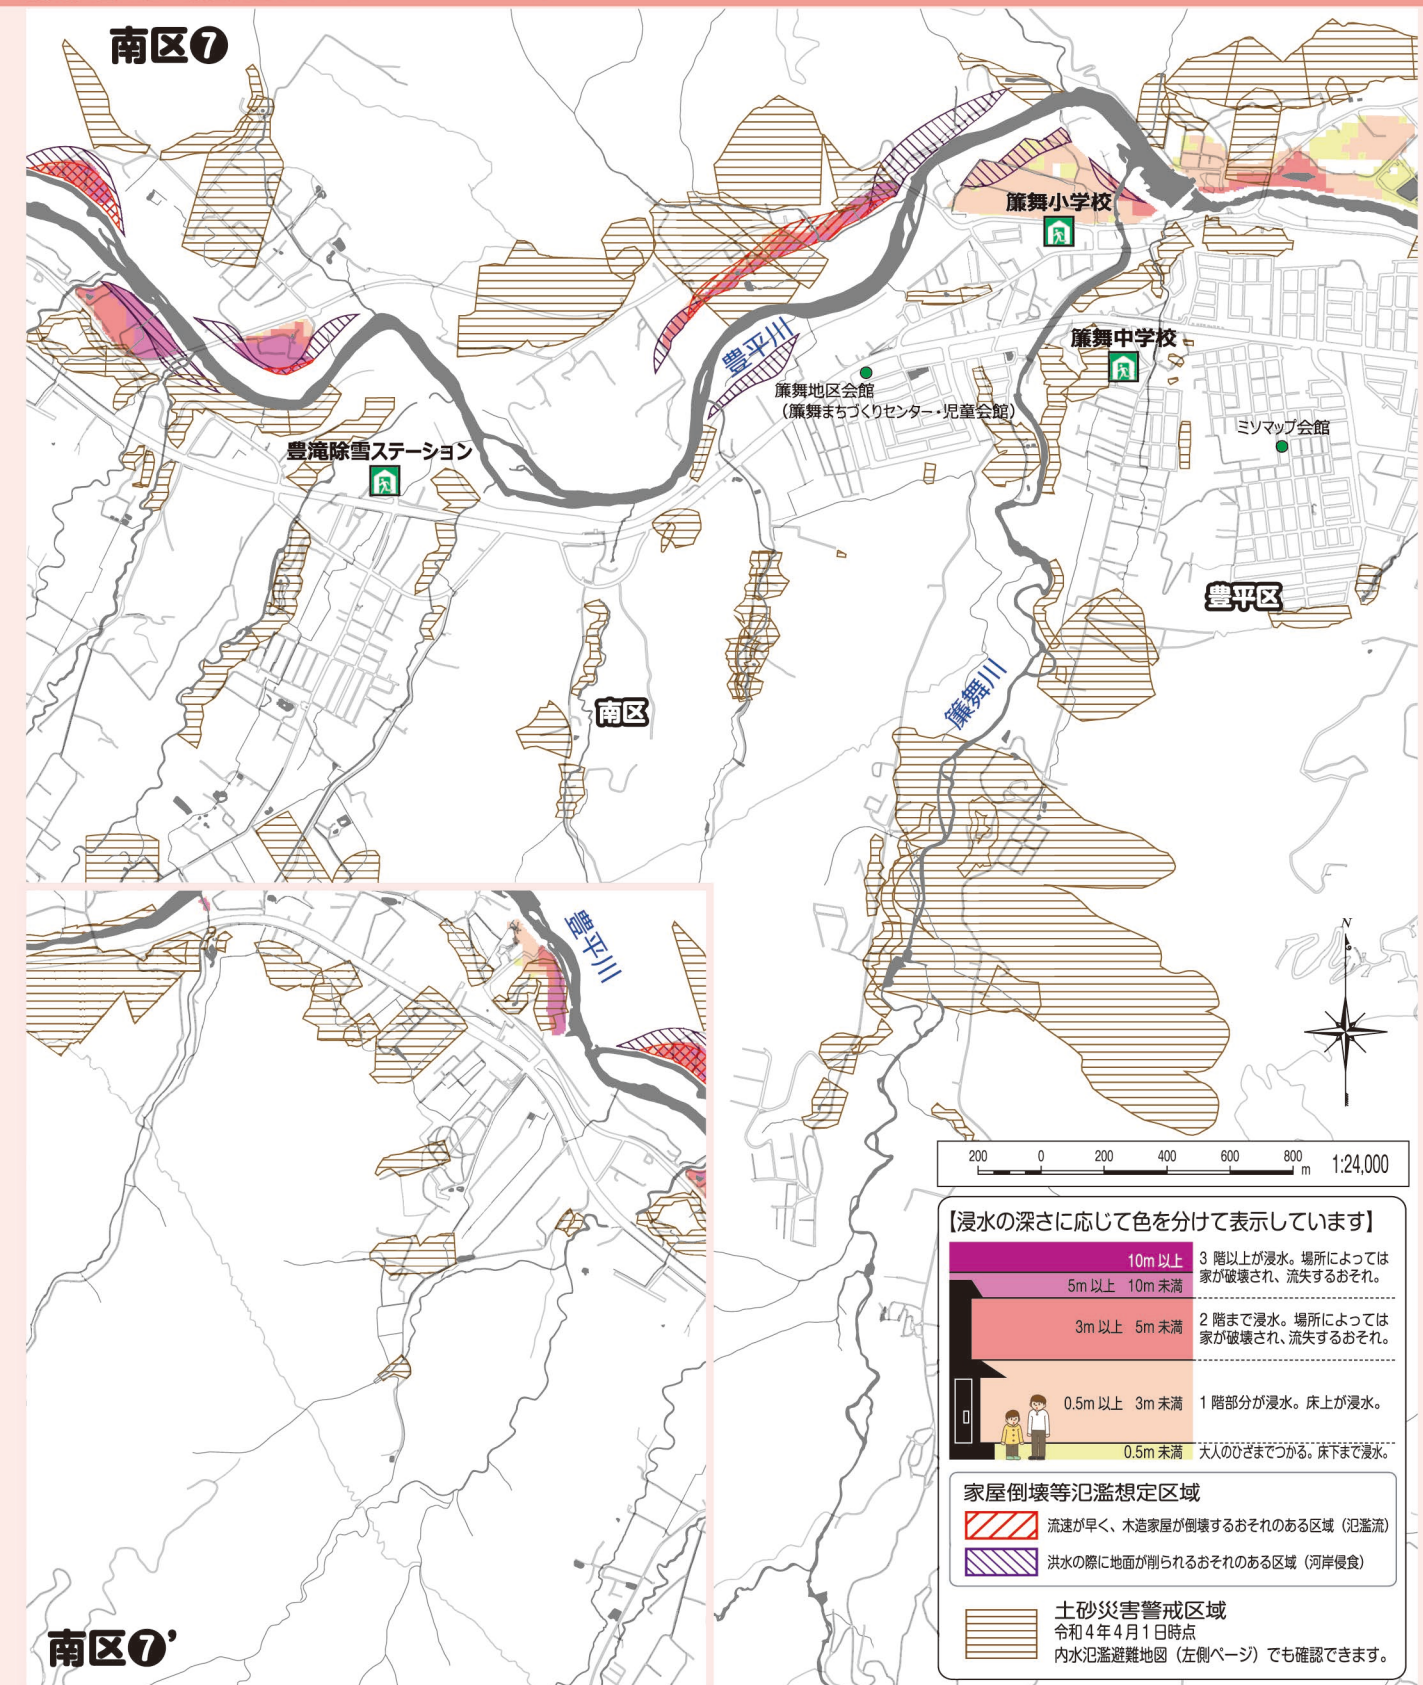 南区❼
簾舞小学校
簾舞中学校
豊平川
簾舞地区会館
(簾舞まちづくりセンター・児童会館)
ミソマップ会館
豊滝除雪ステーション
豊平区
簾舞川
南区
豊平川
N
200 0 200 400 600 800 m 1:24,000
【浸水の深さに応じて色を分けて表示しています】
10m 以上
5m 以上 10m 未満
3 階以上が浸水。場所によっては
家が破壊され、流失するおそれ。
3m 以上 5m 未満
2 階まで浸水。場所によっては
家が破壊され、流失するおそれ。
0.5m 以上 3m 未満 1 階部分が浸水。床上が浸水。
0.5m 未満 大人のひざまでつかる。床下まで浸水。
家屋倒壊等氾濫想定区域
流速が早く、木造家屋が倒壊するおそれのある区域(氾濫流)
洪水の際に地面が削られるおそれのある区域(河岸侵食)
土砂災害警戒区域
令和4年4月1日時点
内水氾濫避難地図(左側ページ)でも確認できます。
南区❼’